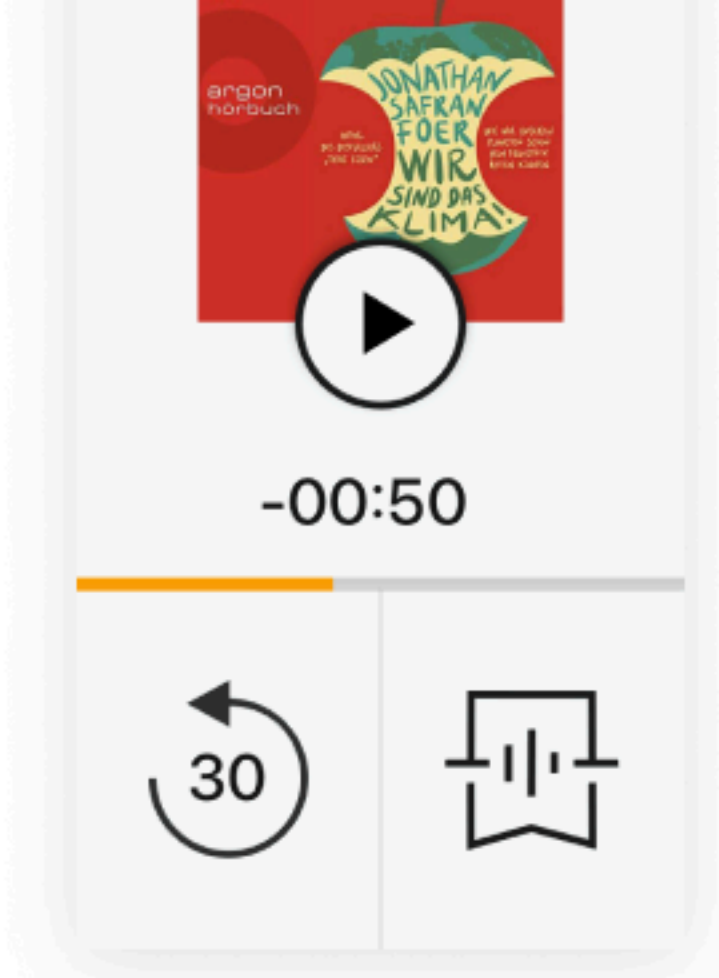 argon
hörbuch
JONATHAN
SAFRAN
FOER
WIR
SIND DAS
KLIMA!
-00:50
30